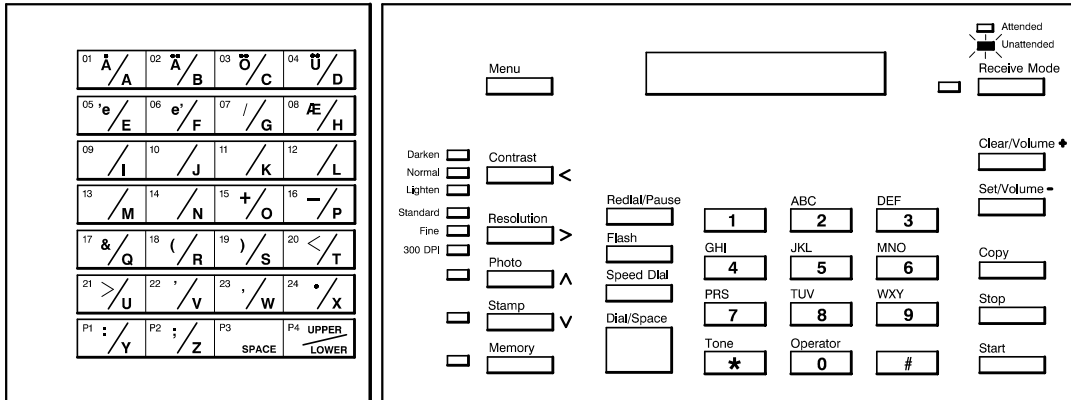 01 Å/A 02 Ä/B 03 Ö/C 04 Ü/D
05 'e/E 06 e'/F 07 //G 08 Æ/H
09 /I 10 /J 11 /K 12 /L
13 /M 14 /N 15 +/O 16 –/P
17 &/Q 18 (/R 19 )/S 20 </T
21 >/U 22 '/V 23 ,/W 24 •/X
P1 :/Y P2 ;/Z P3 SPACE P4 UPPER/LOWER
Attended
Unattended
Menu
Receive Mode
Darken
Normal
Lighten
Contrast <
Clear/Volume +
Set/Volume -
Standard
Fine
300 DPI
Resolution >
Photo ∧
Stamp ∨
Memory
Redial/Pause
Flash
Speed Dial
Dial/Space
ABC DEF
1 2 3
GHI JKL MNO
4 5 6
PRS TUV WXY
7 8 9
Tone Operator
* 0 #
Copy
Stop
Start